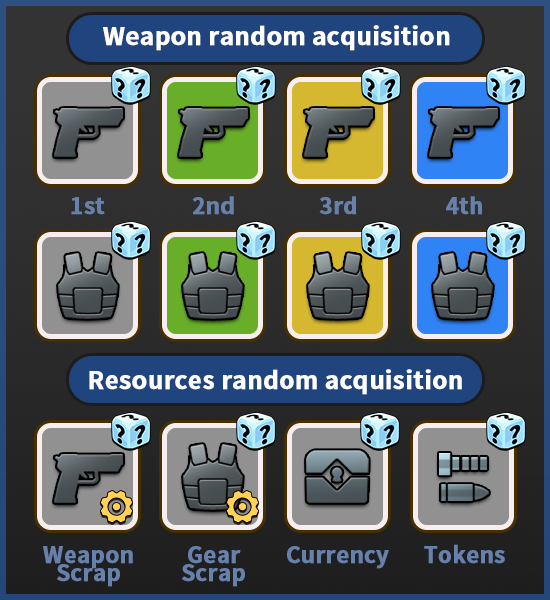 Weapon random acquisition
??
??
??
??
1st
2nd
3rd
4th
??
??
??
??
Resources random acquisition
??
??
??
??
Weapon
Scrap
Gear
Scrap
Currency
Tokens